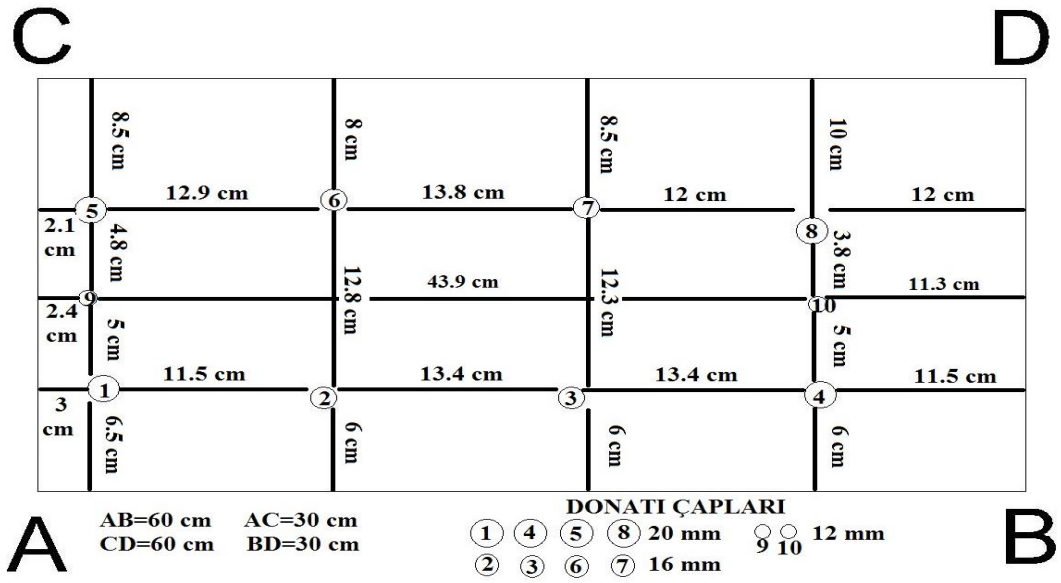 C D
8.5 cm 8 cm 8.5 cm 10 cm
12.9 cm 13.8 cm 12 cm 12 cm
5 6 7 8
2.1 cm
4.8 cm 12.8 cm 12.3 cm 3.8 cm
43.9 cm 11.3 cm
9 10
2.4 cm
5 cm 5 cm
11.5 cm 13.4 cm 13.4 cm 11.5 cm
1 2 3 4
3 cm
6.5 cm 6 cm 6 cm 6 cm
A B
AB=60 cm AC=30 cm
CD=60 cm BD=30 cm
DONATI ÇAPLARI
1 4 5 8 20 mm 9 10 12 mm
2 3 6 7 16 mm